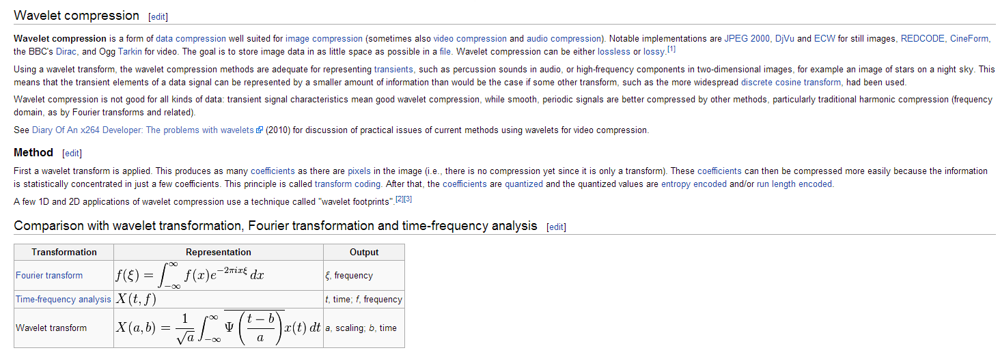 Wavelet compression [edit]
Wavelet compression is a form of data compression well suited for image compression (sometimes also video compression and audio compression). Notable implementations are JPEG 2000, DjVu and ECW for still images, REDCODE, CineForm,
the BBC's Dirac, and Ogg Tarkin for video. The goal is to store image data in as little space as possible in a file. Wavelet compression can be either lossless or lossy.[1]
Using a wavelet transform, the wavelet compression methods are adequate for representing transients, such as percussion sounds in audio, or high-frequency components in two-dimensional images, for example an image of stars on a night sky. This
means that the transient elements of a data signal can be represented by a smaller amount of information than would be the case if some other transform, such as the more widespread discrete cosine transform, had been used.
Wavelet compression is not good for all kinds of data: transient signal characteristics mean good wavelet compression, while smooth, periodic signals are better compressed by other methods, particularly traditional harmonic compression (frequency
domain, as by Fourier transforms and related).
See Diary Of An x264 Developer: The problems with wavelets (2010) for discussion of practical issues of current methods using wavelets for video compression.
Method [edit]
First a wavelet transform is applied. This produces as many coefficients as there are pixels in the image (i.e., there is no compression yet since it is only a transform). These coefficients can then be compressed more easily because the information
is statistically concentrated in just a few coefficients. This principle is called transform coding. After that, the coefficients are quantized and the quantized values are entropy encoded and/or run length encoded.
A few 1D and 2D applications of wavelet compression use a technique called "wavelet footprints".[2][3]
Comparison with wavelet transformation, Fourier transformation and time-frequency analysis [edit]
Transformation Representation Output
Fourier transform f(ξ) = ∫_{−∞}^{∞} f(x)e^{−2πixξ} dx ξ, frequency
Time-frequency analysis X(t, f) t, time; f, frequency
Wavelet transform X(a, b) = \frac{1}{\sqrt{a}} ∫_{−∞}^{∞} \overline{Ψ(\frac{t − b}{a})} x(t) dt a, scaling; b, time